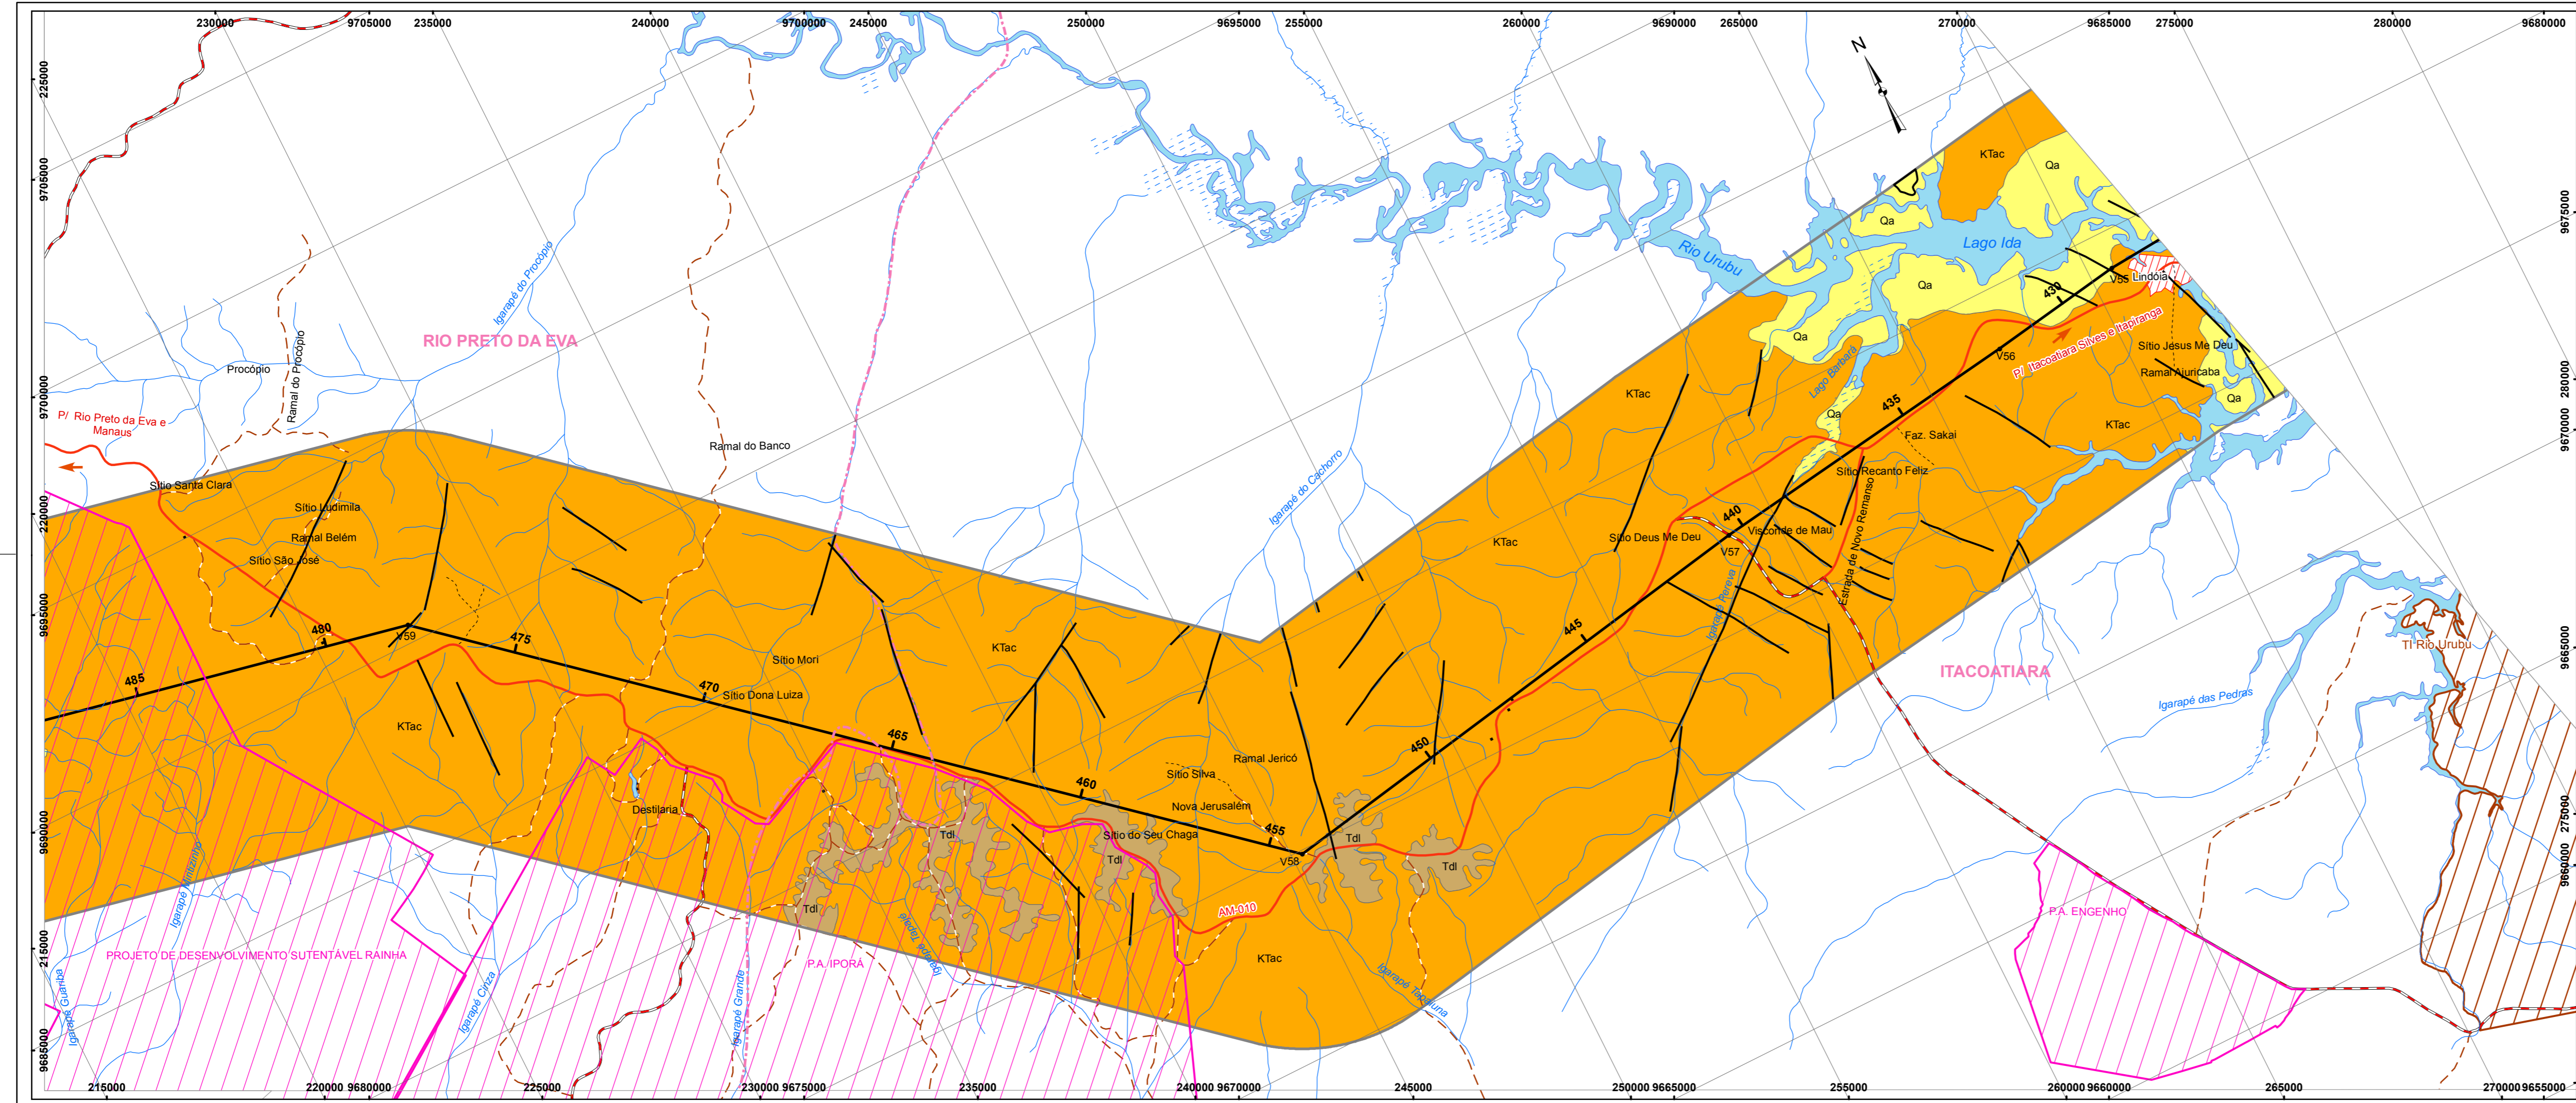 230000
9705000
235000
240000
9700000
245000
250000
9695000
255000
260000
9690000
265000
270000
9685000
275000
280000
9680000
225000
9705000
9700000
220000
9695000
9690000
215000
9685000
9675000
280000
9670000
9665000
275000
9660000
N
KTac
Qa
Qa
Lago Ida
Rio Urubu
Qa
V55
Lindóia
430
Igarapé do Procópio
RIO PRETO DA EVA
Qa
P/ Itacoatiara Silves e Itapiranga
Sítio Jesus Me Deu
V56
Procópio
Ramal do Procópio
Lago Barbará
Ramal Ajuricaba
KTac
Qa
435
Qa
P/ Rio Preto da Eva e
Manaus
KTac
Faz. Sakai
Ramal do Banco
Igarapé do Cachorro
Sítio Recanto Feliz
Sítio Santa Clara
Sítio Ludimila
440
Visconde de Mau
Ramal Belém
KTac
Sítio Deus Me Deu
V57
Estrada de Novo Remanso
Sítio São José
Igarapé Pereva
480
V59
475
445
TI Rio Urubu
KTac
Sítio Mori
ITACOATIARA
485
470
Sítio Dona Luiza
Igarapé das Pedras
KTac
465
450
Ramal Jericó
Sítio Silva
460
Destilaria
Nova Jerusalém
455
Tdl
Sítio do Seu Chaga
Tdl
V58
Tdl
Tdl
Igarapé Miritizinho
Tdl
AM-010
P.A. ENGENHO
Igarapé Tapaje
PROJETO DE DESENVOLVIMENTO SUTENTÁVEL RAINHA
P.A. IPORÁ
KTac
Igarapé Guariba
Igarapé Cinza
Igarapé Grande
Igarapé Tapaiuna
215000
220000
9680000
225000
230000
9675000
235000
240000
9670000
245000
250000
9665000
255000
260000
9660000
265000
270000
9655000